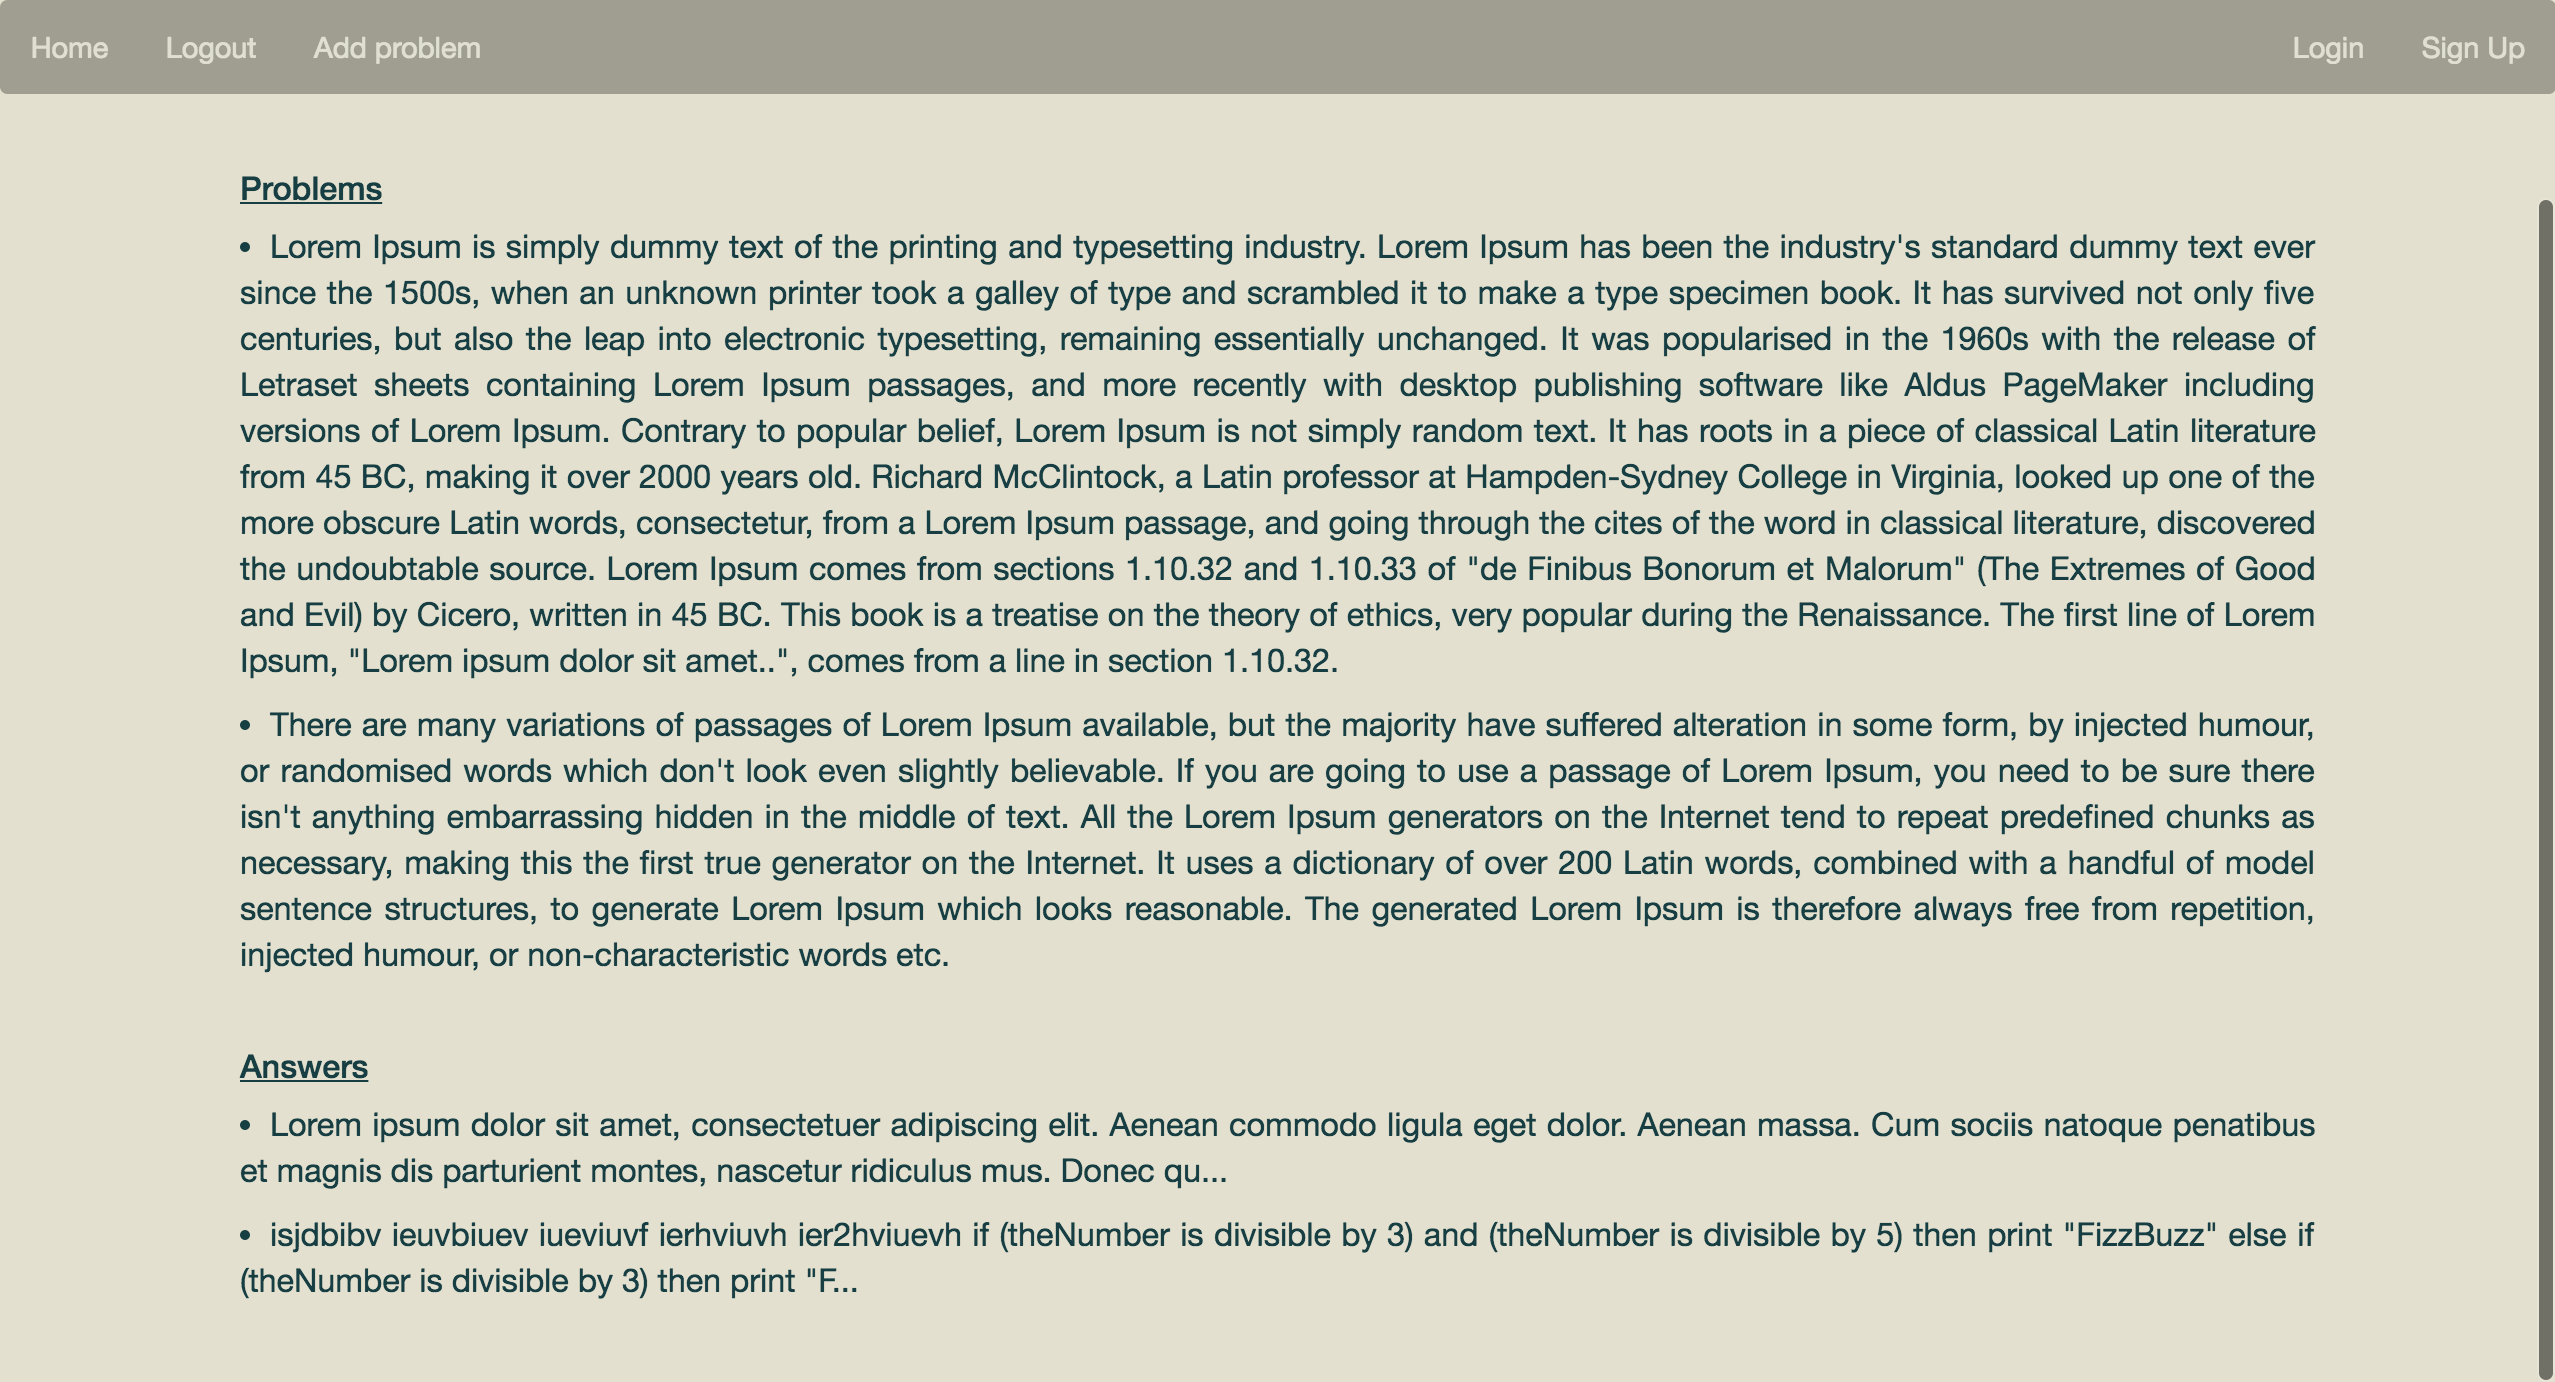 Home Logout Add problem Login Sign Up
Problems
• Lorem Ipsum is simply dummy text of the printing and typesetting industry. Lorem Ipsum has been the industry's standard dummy text ever
since the 1500s, when an unknown printer took a galley of type and scrambled it to make a type specimen book. It has survived not only five
centuries, but also the leap into electronic typesetting, remaining essentially unchanged. It was popularised in the 1960s with the release of
Letraset sheets containing Lorem Ipsum passages, and more recently with desktop publishing software like Aldus PageMaker including
versions of Lorem Ipsum. Contrary to popular belief, Lorem Ipsum is not simply random text. It has roots in a piece of classical Latin literature
from 45 BC, making it over 2000 years old. Richard McClintock, a Latin professor at Hampden-Sydney College in Virginia, looked up one of the
more obscure Latin words, consectetur, from a Lorem Ipsum passage, and going through the cites of the word in classical literature, discovered
the undoubtable source. Lorem Ipsum comes from sections 1.10.32 and 1.10.33 of "de Finibus Bonorum et Malorum" (The Extremes of Good
and Evil) by Cicero, written in 45 BC. This book is a treatise on the theory of ethics, very popular during the Renaissance. The first line of Lorem
Ipsum, "Lorem ipsum dolor sit amet..", comes from a line in section 1.10.32.
• There are many variations of passages of Lorem Ipsum available, but the majority have suffered alteration in some form, by injected humour,
or randomised words which don't look even slightly believable. If you are going to use a passage of Lorem Ipsum, you need to be sure there
isn't anything embarrassing hidden in the middle of text. All the Lorem Ipsum generators on the Internet tend to repeat predefined chunks as
necessary, making this the first true generator on the Internet. It uses a dictionary of over 200 Latin words, combined with a handful of model
sentence structures, to generate Lorem Ipsum which looks reasonable. The generated Lorem Ipsum is therefore always free from repetition,
injected humour, or non-characteristic words etc.
Answers
• Lorem ipsum dolor sit amet, consectetuer adipiscing elit. Aenean commodo ligula eget dolor. Aenean massa. Cum sociis natoque penatibus
et magnis dis parturient montes, nascetur ridiculus mus. Donec qu...
• isjdbibv ieuvbiuev iueviuvf ierhviuvh ier2hviuevh if (theNumber is divisible by 3) and (theNumber is divisible by 5) then print "FizzBuzz" else if
(theNumber is divisible by 3) then print "F...